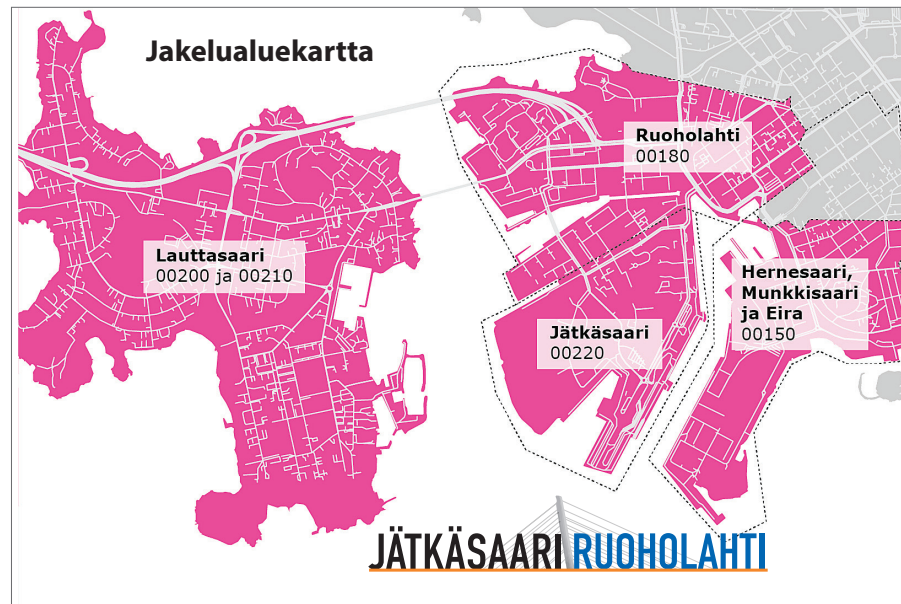 Jakelualuekartta
Ruoholahti
00180
Lauttasaari
00200 ja 00210
Hernesaari,
Munkkisaari
ja Eira
00150
Jätkäsaari
00220
JÄTKÄSAARI RUOHOLAHTI